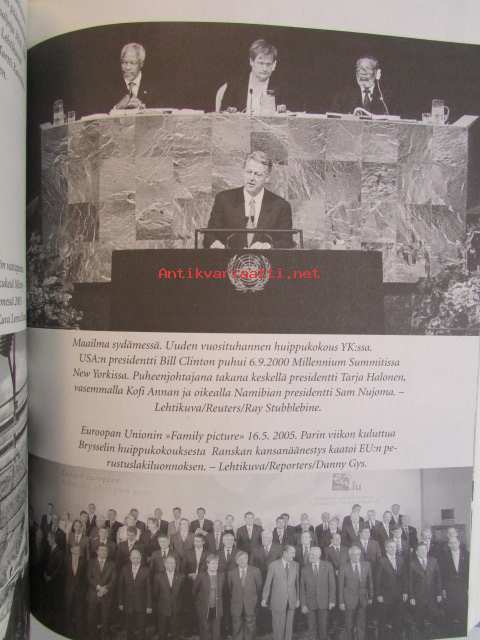 Antikvariaatti.net
Maailma sydämessä. Uuden vuosituhannen huippukokous YK:ssa.
USA:n presidentti Bill Clinton puhui 6.9.2000 Millennium Summitissa
New Yorkissa. Puheenjohtajana takana keskellä presidentti Tarja Halonen,
vasemmalla Kofi Annan ja oikealla Namibian presidentti Sam Nujoma. –
Lehtikuva/Reuters/Ray Stubblebine.
Euroopan Unionin »Family picture» 16.5. 2005. Parin viikon kuluttua
Brysselin huippukokouksesta Ranskan kansanäänestys kaatoi EU:n pe-
rustuslakiluonnoksen. – Lehtikuva/Reporters/Danny Gys.
.lu